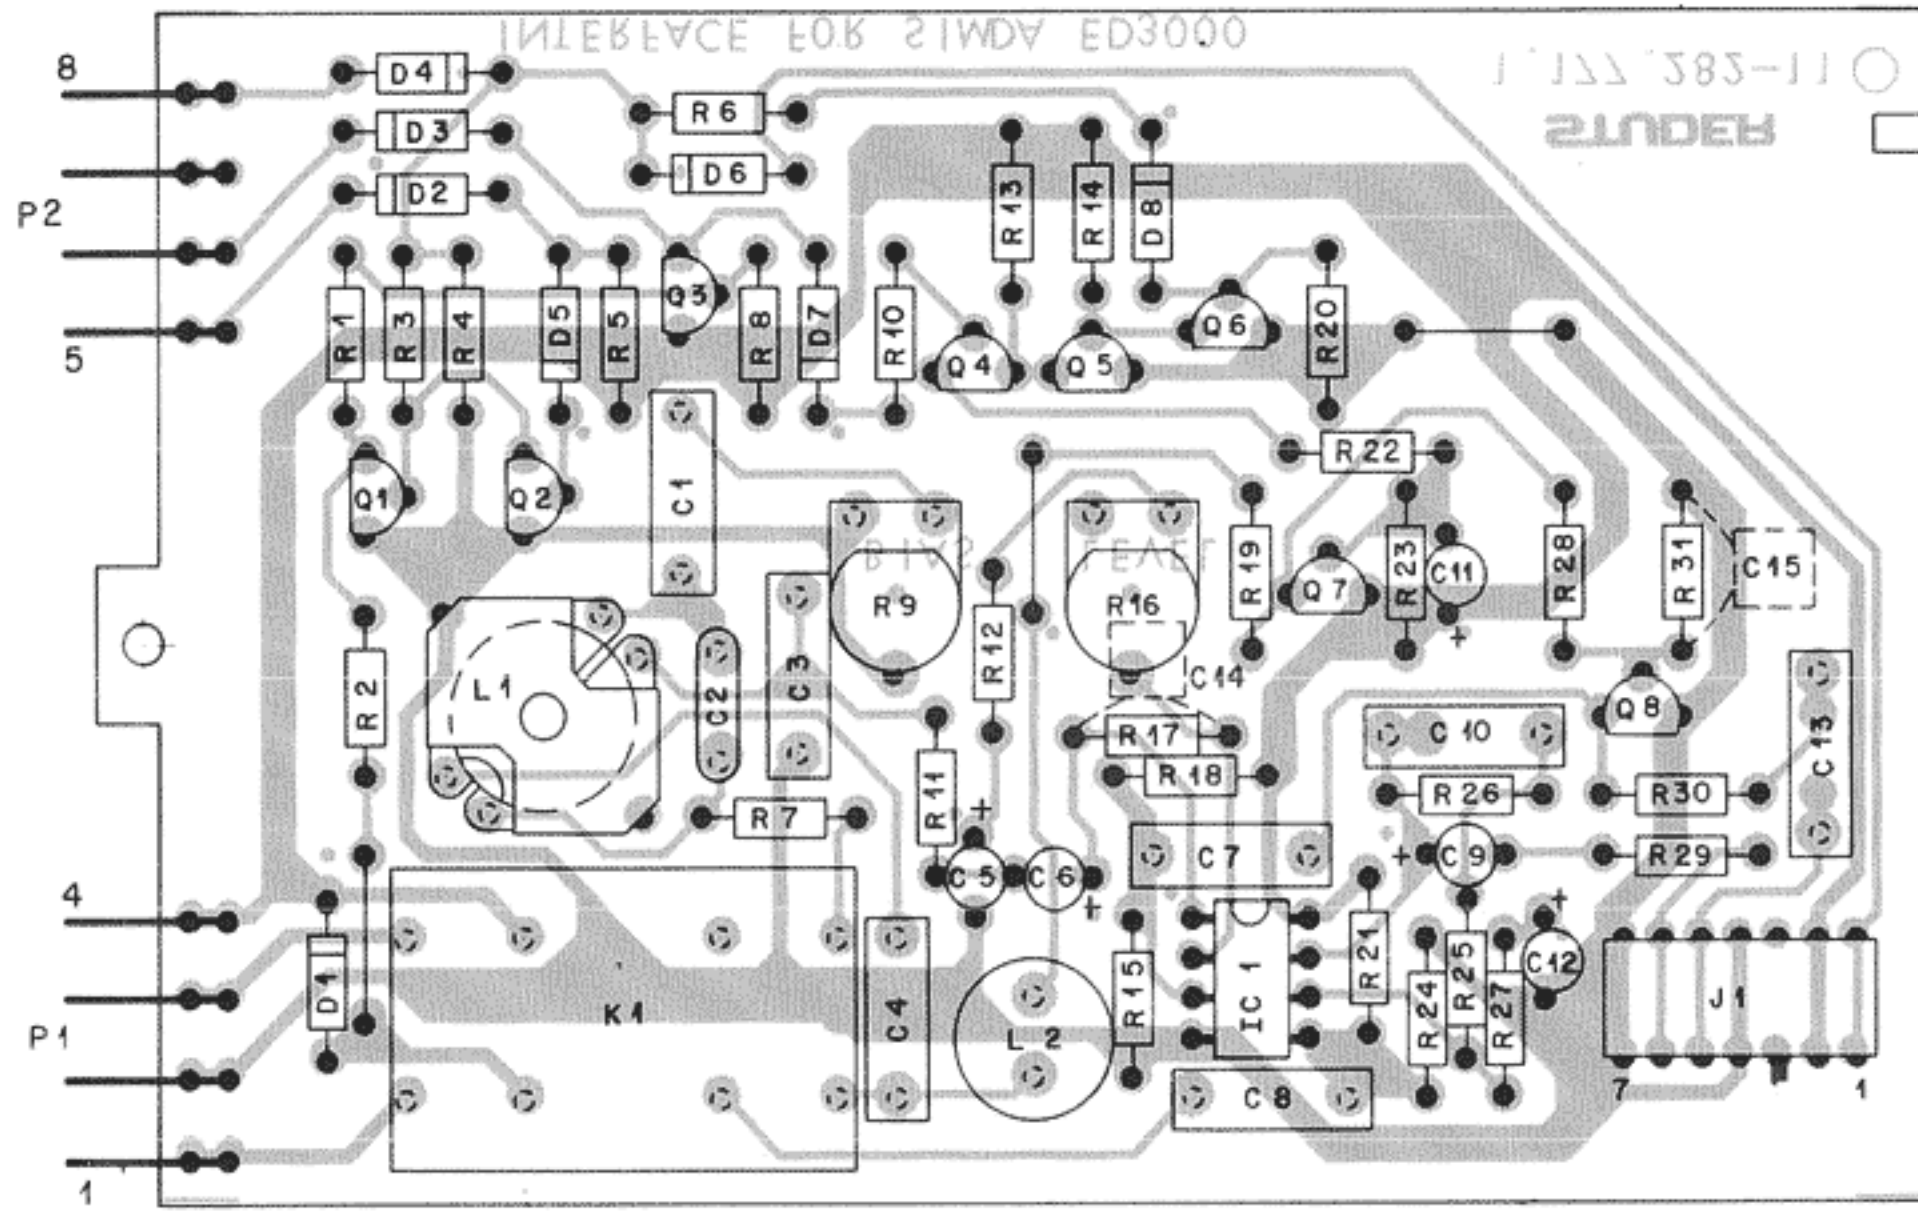 INTERFACE FOR SIMDA ED3000
1.177.282-11
STUDER
8
P2
5
4
P1
1
D4
D3
D2
R6
D6
R1
R3
R4
D5
R5
Q3
R8
D7
R10
R13
R14
D8
Q4
Q5
Q6
R20
R22
Q1
Q2
C1
BIAS
LEVEL
R9
R16
R12
R19
Q7
R23
C11
+
R28
R31
C15
R2
L1
C2
C3
C14
R17
R18
C10
Q8
C13
R7
R11
+
R26
R30
C5
C6
+
C7
+
C9
R29
D1
K1
C4
L2
R15
IC1
R21
R24
R25
R27
+
C12
J1
C8
7
1